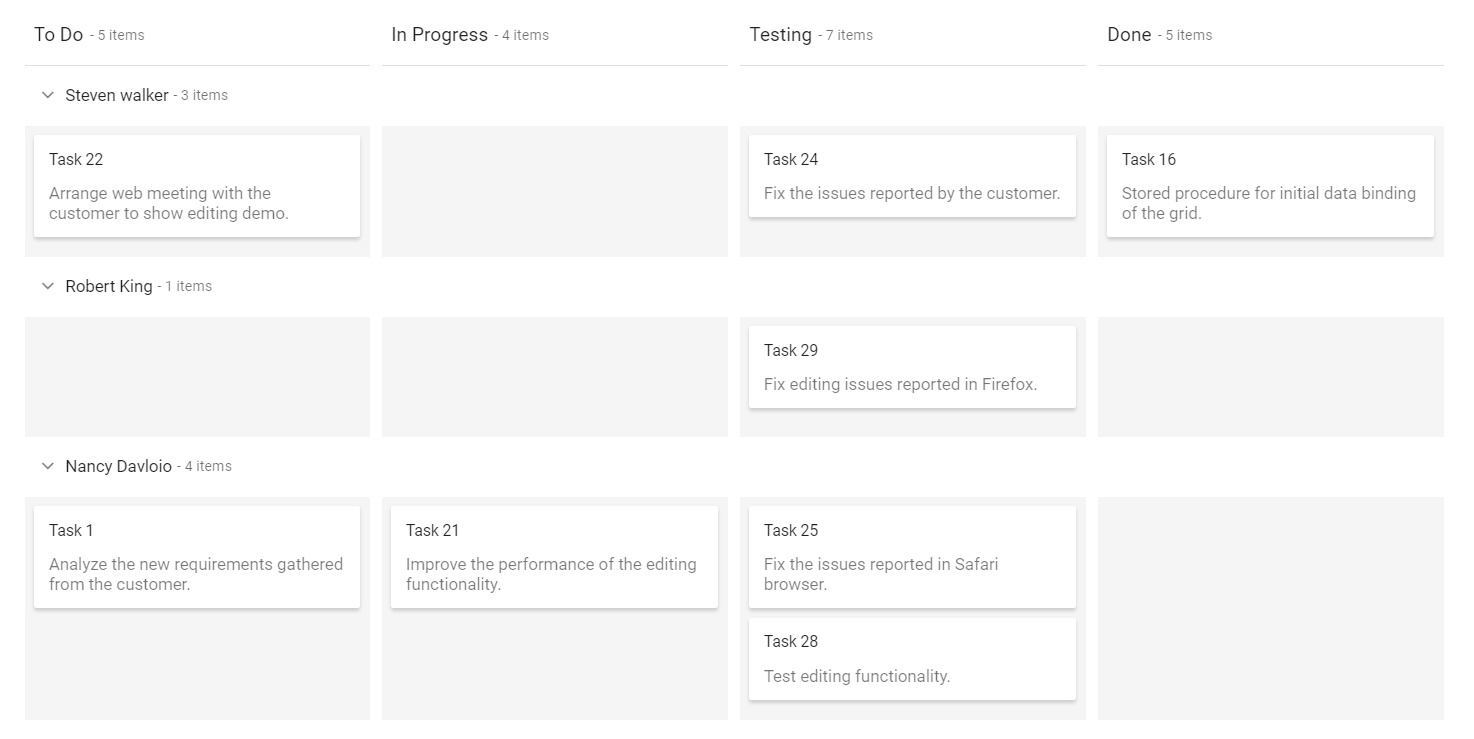 To Do - 5 items
In Progress - 4 items
Testing - 7 items
Done - 5 items
Steven walker - 3 items
Task 22
Arrange web meeting with the
customer to show editing demo.
Task 24
Fix the issues reported by the customer.
Task 16
Stored procedure for initial data binding
of the grid.
Robert King - 1 items
Task 29
Fix editing issues reported in Firefox.
Nancy Davloio - 4 items
Task 1
Analyze the new requirements gathered
from the customer.
Task 21
Improve the performance of the editing
functionality.
Task 25
Fix the issues reported in Safari
browser.
Task 28
Test editing functionality.